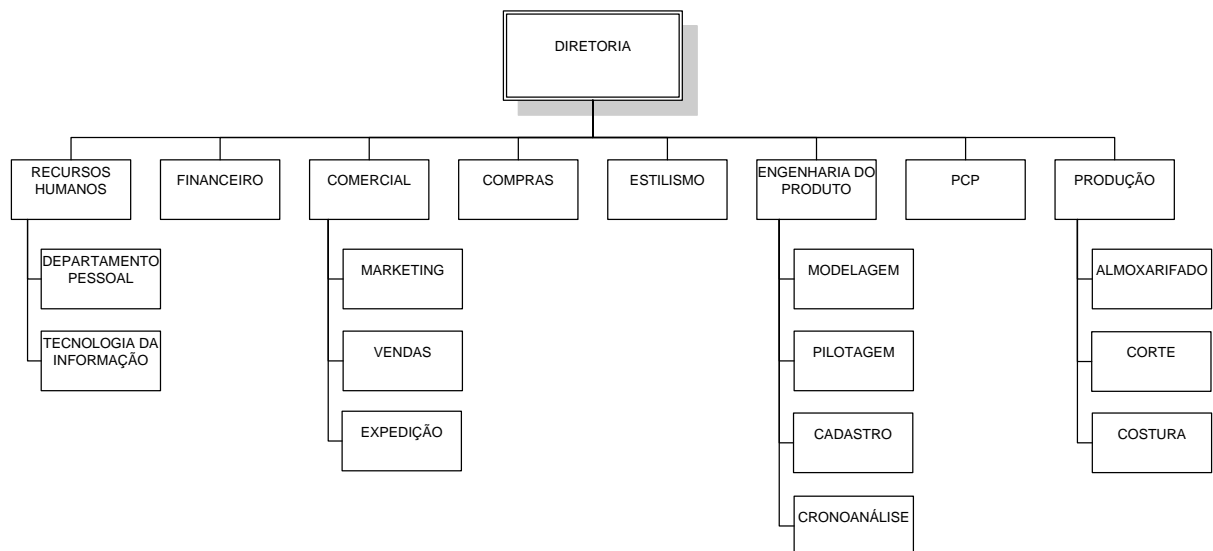 DIRETORIA
RECURSOS
HUMANOS
FINANCEIRO
COMERCIAL
COMPRAS
ESTILISMO
ENGENHARIA DO
PRODUTO
PCP
PRODUÇÃO
DEPARTAMENTO
PESSOAL
TECNOLOGIA DA
INFORMAÇÃO
MARKETING
VENDAS
EXPEDIÇÃO
MODELAGEM
PILOTAGEM
CADASTRO
CRONOANÁLISE
ALMOXARIFADO
CORTE
COSTURA